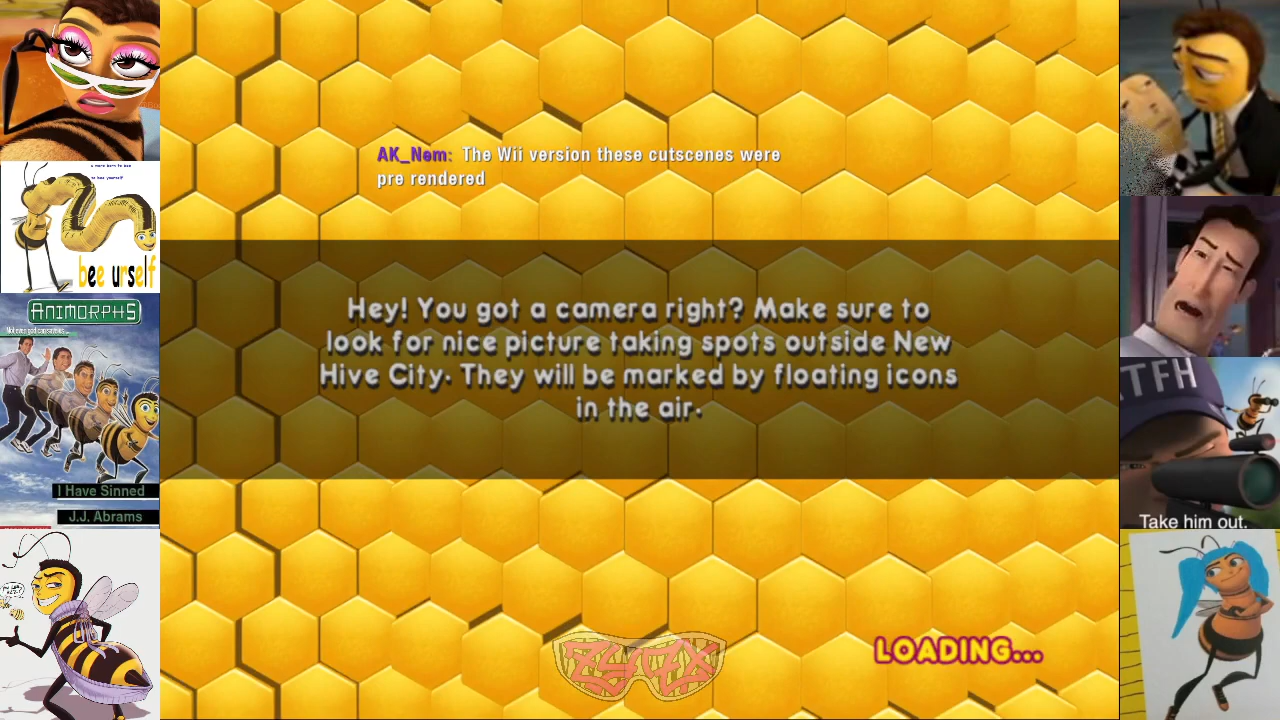 AK_Nem: The Wii version these cutscenes were
pre rendered
Hey! You got a camera right? Make sure to
look for nice picture taking spots outside New
Hive City. They will be marked by floating icons
in the air.
LOADING...
ZYZX
bee urself
ANIMORPHS
I Have Sinned
J.J. Abrams
TFH
Take him out.